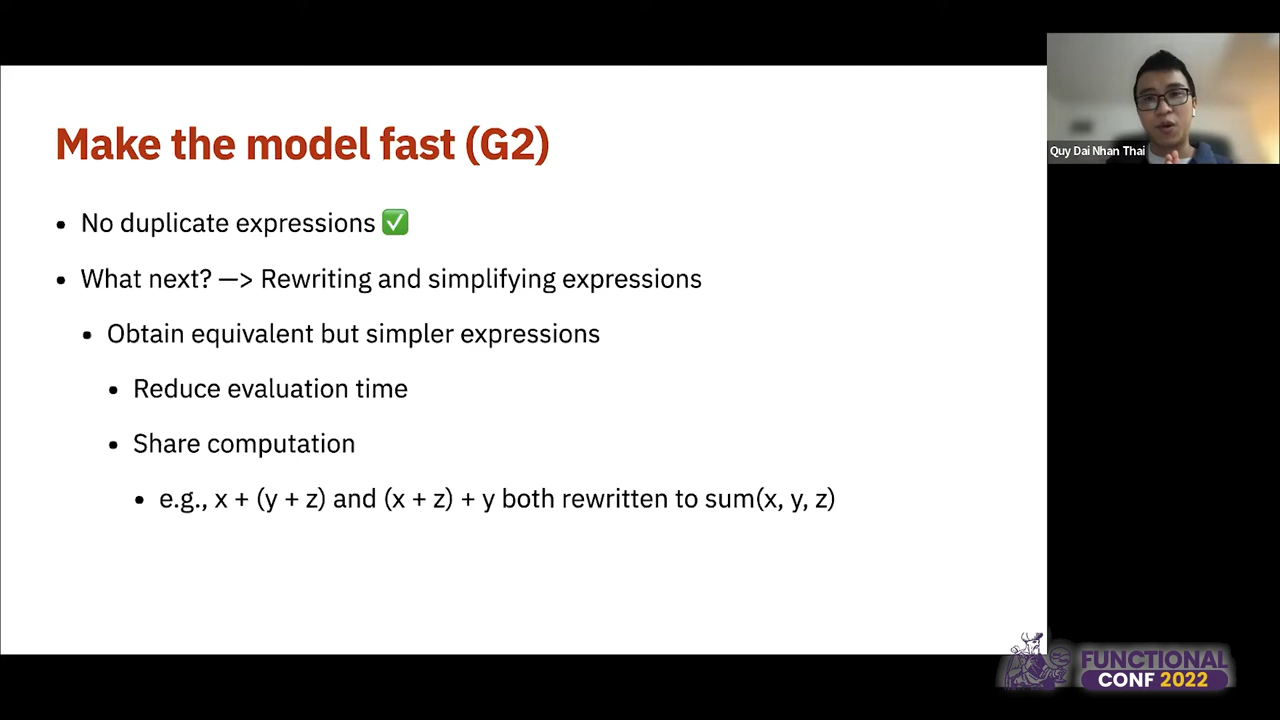 Make the model fast (G2)
• No duplicate expressions ✅
• What next? —> Rewriting and simplifying expressions
• Obtain equivalent but simpler expressions
• Reduce evaluation time
• Share computation
• e.g., x + (y + z) and (x + z) + y both rewritten to sum(x, y, z)
Quy Dai Nhan Thai
FUNCTIONAL
CONF 2022